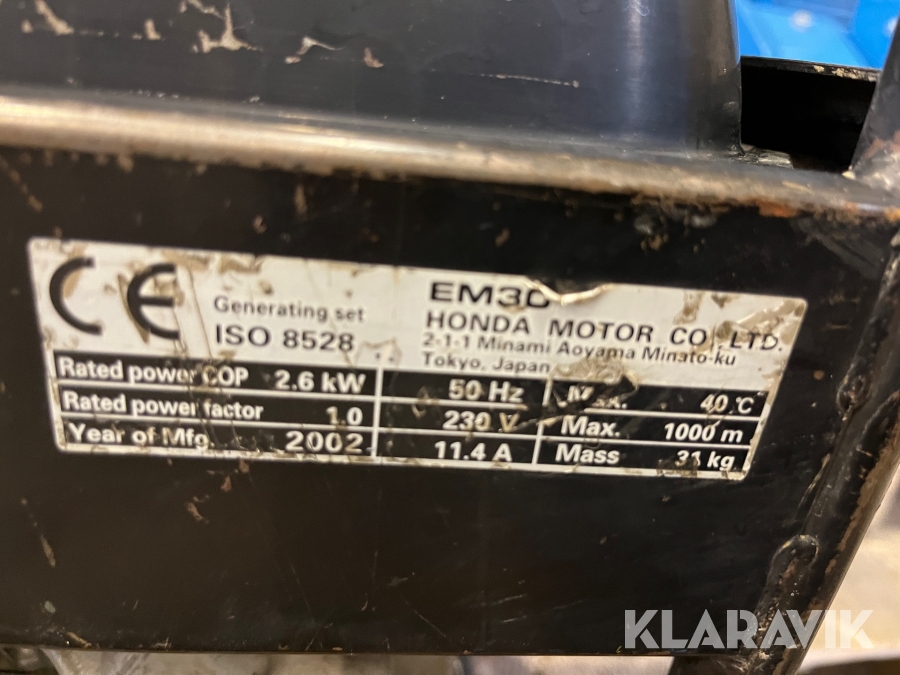 CE
Generating set
ISO 8528
HONDA MOTOR CO., LTD.
2-1-1 Minami Aoyama Minato-ku
Tokyo, Japan
Rated power COP 2.6 kW 50 Hz Max. 40 °C
Rated power factor 1.0 230 V Max. 1000 m
Year of Mfg. 2002 11.4 A Mass kg
KLARAVIK